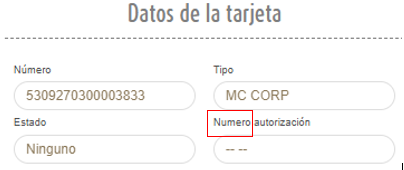 Datos de la tarjeta
Número Tipo
5309270300003833 MC CORP
Estado Numero autorización
Ninguno -- --